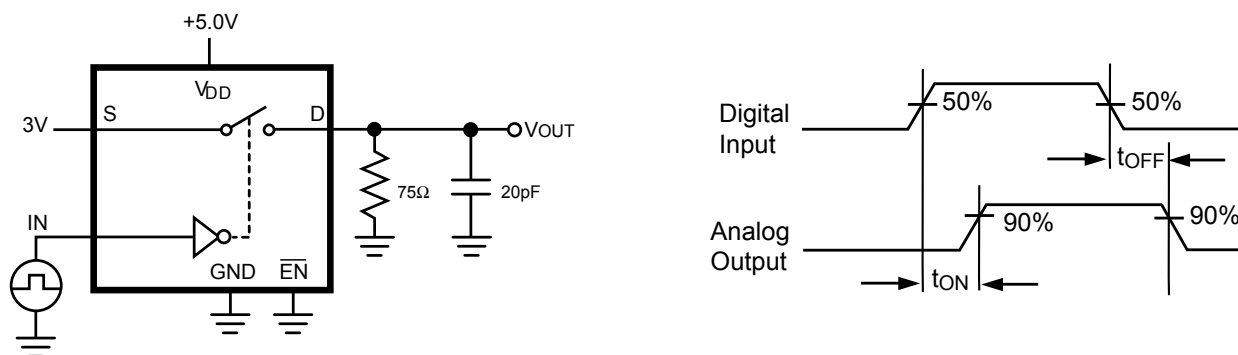 +5.0V
VDD
S
D
3V
VOUT
75Ω
20pF
IN
GND
EN
Digital
Input
50%
50%
tOFF
Analog
Output
90%
90%
tON